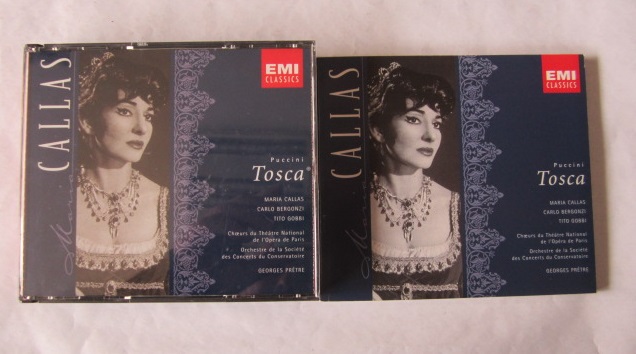 Maria
CALLAS
EMI
CLASSICS
Puccini
Tosca
MARIA CALLAS
CARLO BERGONZI
TITO GOBBI
Chœurs du Théâtre National
de l'Opéra de Paris
Orchestre de la Société
des Concerts du Conservatoire
GEORGES PRÊTRE
CALLAS
EMI
CLASSICS
Puccini
Tosca
MARIA CALLAS
CARLO BERGONZI
TITO GOBBI
Chœurs du Théâtre National
de l'Opéra de Paris
Orchestre de la Société
des Concerts du Conservatoire
GEORGES PRÊTRE